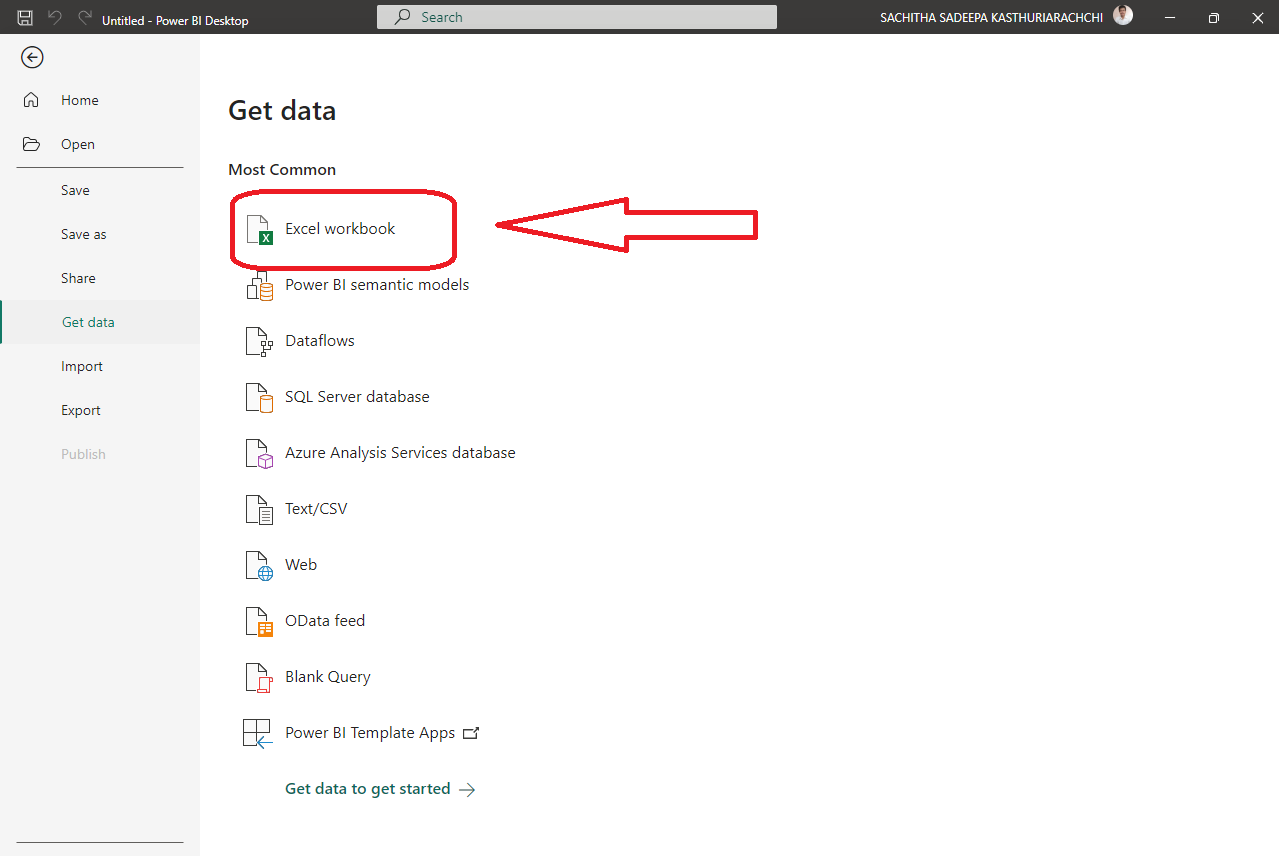 Untitled - Power BI Desktop
Search
SACHITHA SADEEPA KASTHURIARACHCHI
Home
Open
Save
Save as
Share
Get data
Import
Export
Publish
Get data
Most Common
Excel workbook
Power BI semantic models
Dataflows
SQL Server database
Azure Analysis Services database
Text/CSV
Web
OData feed
Blank Query
Power BI Template Apps
Get data to get started